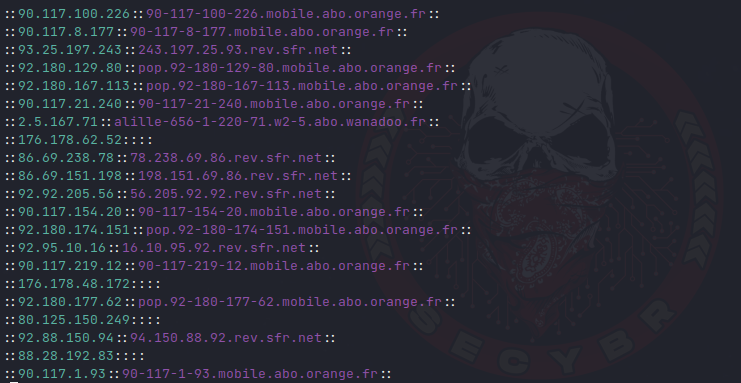 ::90.117.100.226::90-117-100-226.mobile.abo.orange.fr::
::90.117.8.177::90-117-8-177.mobile.abo.orange.fr::
::93.25.197.243::243.197.25.93.rev.sfr.net::
::92.180.129.80::pop.92-180-129-80.mobile.abo.orange.fr::
::92.180.167.113::pop.92-180-167-113.mobile.abo.orange.fr::
::90.117.21.240::90-117-21-240.mobile.abo.orange.fr::
::2.5.167.71::alille-656-1-220-71.w2-5.abo.wanadoo.fr::
::176.178.62.52::::
::86.69.238.78::78.238.69.86.rev.sfr.net::
::86.69.151.198::198.151.69.86.rev.sfr.net::
::92.92.205.56::56.205.92.92.rev.sfr.net::
::90.117.154.20::90-117-154-20.mobile.abo.orange.fr::
::92.180.174.151::pop.92-180-174-151.mobile.abo.orange.fr::
::92.95.10.16::16.10.95.92.rev.sfr.net::
::90.117.219.12::90-117-219-12.mobile.abo.orange.fr::
::176.178.48.172::::
::92.180.177.62::pop.92-180-177-62.mobile.abo.orange.fr::
::80.125.150.249::::
::92.88.150.94::94.150.88.92.rev.sfr.net::
::88.28.192.83::::
::90.117.1.93::90-117-1-93.mobile.abo.orange.fr::
SECYBR